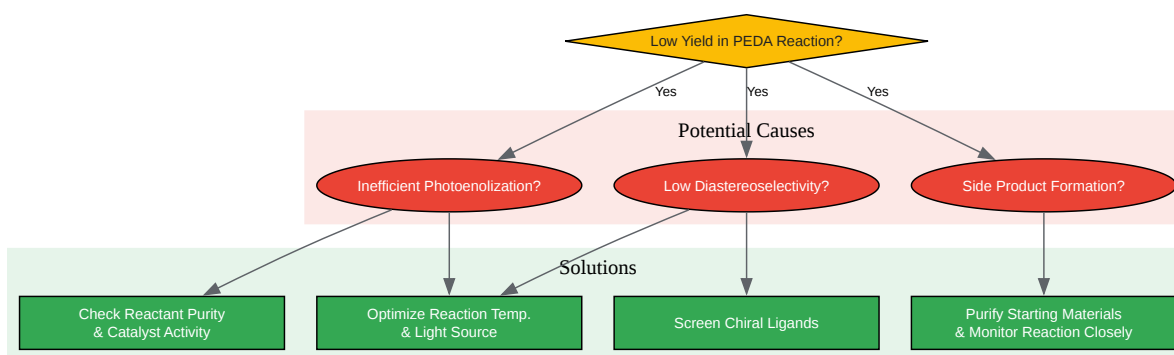 Low Yield in PEDA Reaction?
Yes
Yes
Yes
Potential Causes
Inefficient Photoenolization?
Low Diastereoselectivity?
Side Product Formation?
Solutions
Check Reactant Purity
& Catalyst Activity
Optimize Reaction Temp.
& Light Source
Screen Chiral Ligands
Purify Starting Materials
& Monitor Reaction Closely